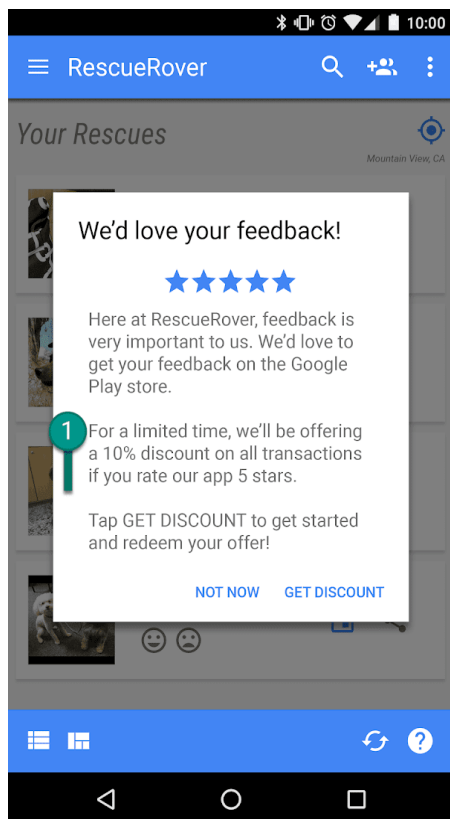 10:00
RescueRover
Your Rescues
Mountain View, CA
We'd love your feedback!
Here at RescueRover, feedback is
very important to us. We'd love to
get your feedback on the Google
Play store.
1
For a limited time, we'll be offering
a 10% discount on all transactions
if you rate our app 5 stars.
Tap GET DISCOUNT to get started
and redeem your offer!
NOT NOW GET DISCOUNT